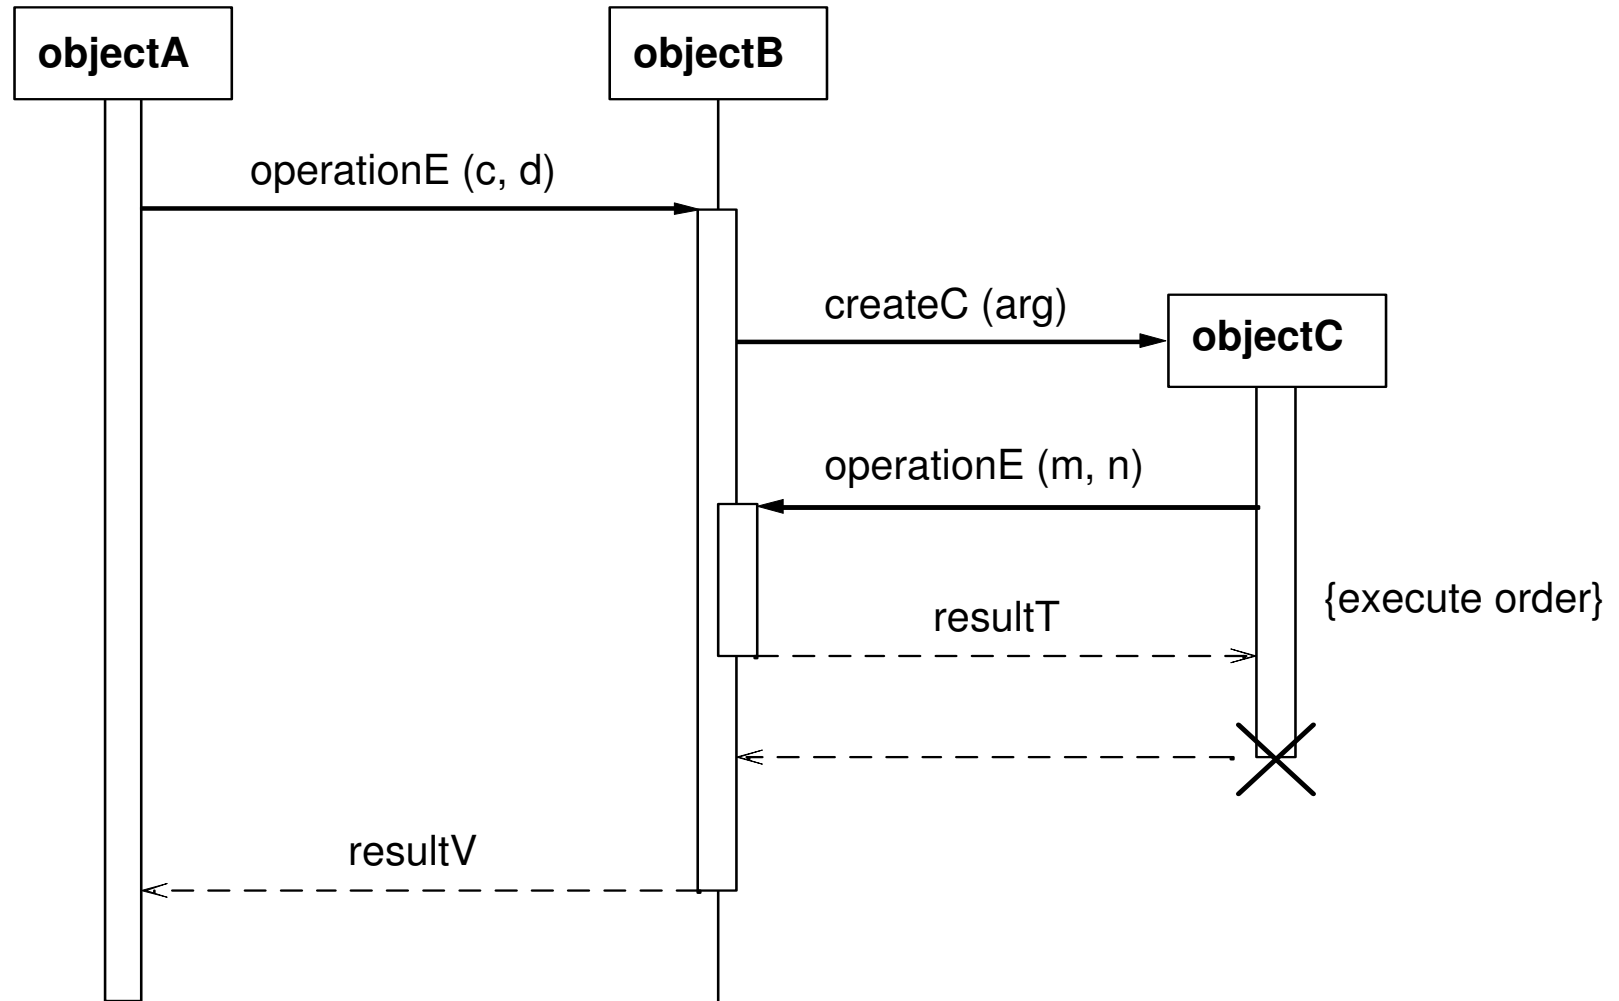 objectA
objectB
operationE (c, d)
createC (arg)
objectC
operationE (m, n)
{execute order}
resultT
resultV